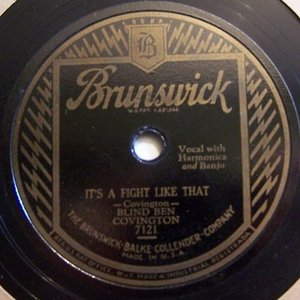 B
Brunswick
Vocal with
Harmonica
and Banjo
IT'S A FIGHT LIKE THAT
-Covington-
BLIND BEN
COVINGTON
7121
THE BRUNSWICK-BALKE-COLLENDER-COMPANY
MADE IN U.S.A.